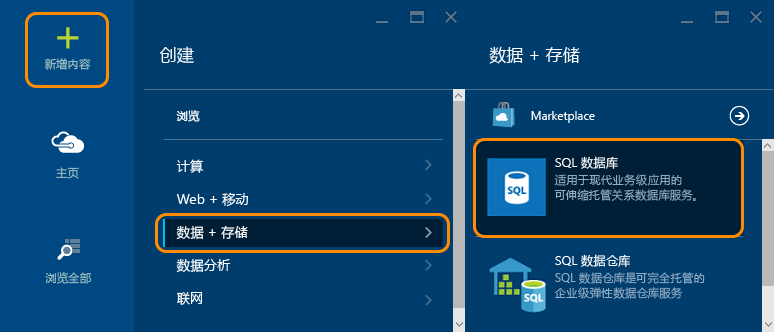 新增内容
主页
浏览全部
创建
浏览
计算
Web + 移动
数据 + 存储
数据分析
联网
数据 + 存储
Marketplace
SQL
SQL 数据库
适用于现代业务级应用的
可伸缩托管关系数据库服务。
SQL
SQL 数据仓库
SQL 数据仓库是可完全托管的
企业级弹性数据仓库服务